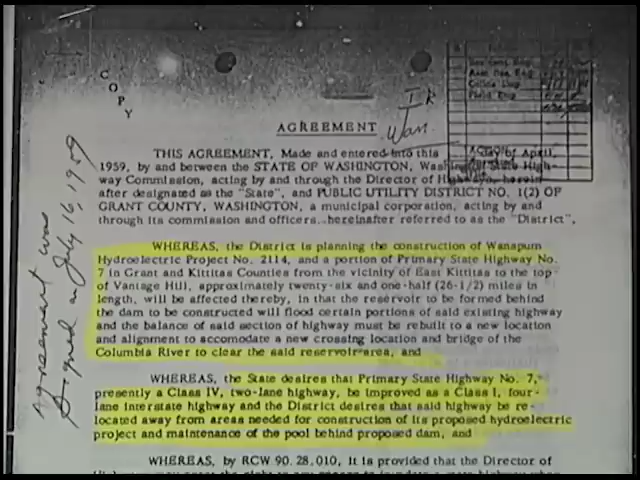 C
O
P
Y
AGREEMENT
THIS AGREEMENT, Made and entered into this day of April,
1959, by and between the STATE OF WASHINGTON, Washington State High-
way Commission, acting by and through the Director of Highways, herein-
after designated as the "State", and PUBLIC UTILITY DISTRICT NO. 1(2) OF
GRANT COUNTY, WASHINGTON, a municipal corporation, acting by and
through its commission and officers, hereinafter referred to as the "District",
WHEREAS, the District is planning the construction of Wanapum
Hydroelectric Project No. 2114, and a portion of Primary State Highway No.
7 in Grant and Kittitas Counties from the vicinity of East Kittitas to the top
of Vantage Hill, approximately twenty-six and one-half (26-1/2) miles in
length, will be affected thereby, in that the reservoir to be formed behind
the dam to be constructed will flood certain portions of said existing highway
and the balance of said section of highway must be rebuilt to a new location
and alignment to accomodate a new crossing location and bridge of the
Columbia River to clear the said reservoir area, and
WHEREAS, the State desires that Primary State Highway No. 7,
presently a Class IV, two-lane highway, be improved as a Class I, four-
lane interstate highway and the District desires that said highway be re-
located away from areas needed for construction of its proposed hydroelectric
project and maintenance of the pool behind proposed dam, and
WHEREAS, by RCW 90.28.010, it is provided that the Director of
Agreement was
signed on July 16, 1959